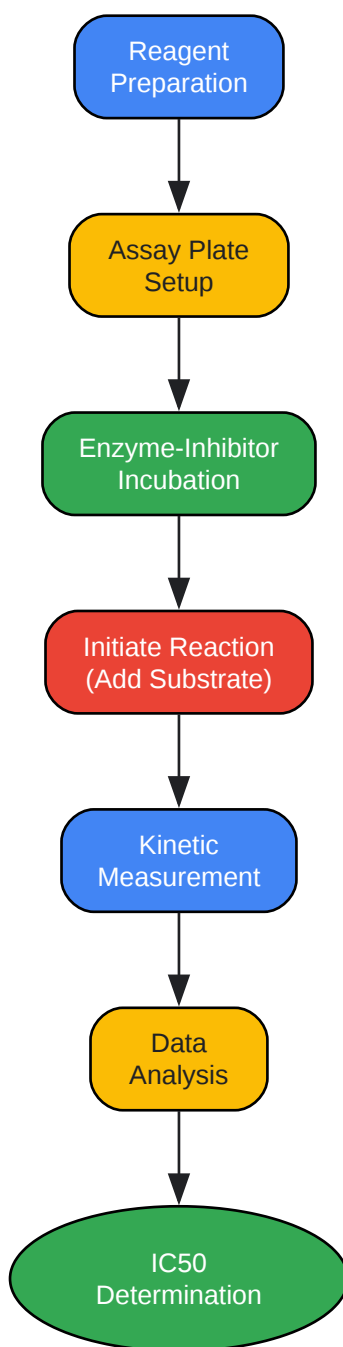 Reagent
Preparation
Assay Plate
Setup
Enzyme-Inhibitor
Incubation
Initiate Reaction
(Add Substrate)
Kinetic
Measurement
Data
Analysis
IC50
Determination